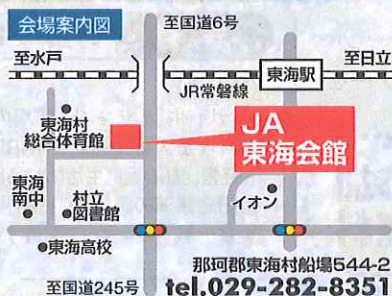 会場案内図
至国道6号
至水戸
東海駅
至日立
JR常磐線
東海村
総合体育館
JA
東海会館
東海
南中
村立
図書館
イオン
東海高校
那珂郡東海村船場544-2
至国道245号
tel.029-282-8351